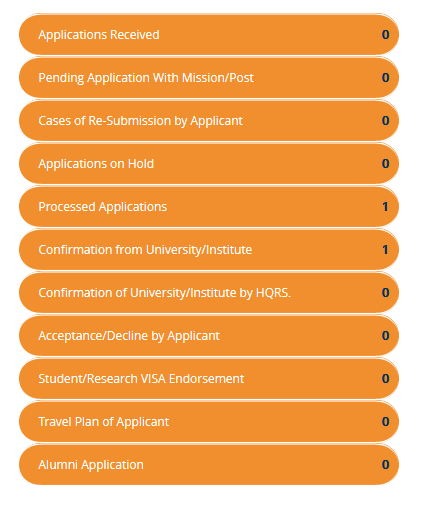 Applications Received 0
Pending Application With Mission/Post 0
Cases of Re-Submission by Applicant 0
Applications on Hold 0
Processed Applications 1
Confirmation from University/Institute 1
Confirmation of University/Institute by HQRS. 0
Acceptance/Decline by Applicant 0
Student/Research VISA Endorsement 0
Travel Plan of Applicant 0
Alumni Application 0